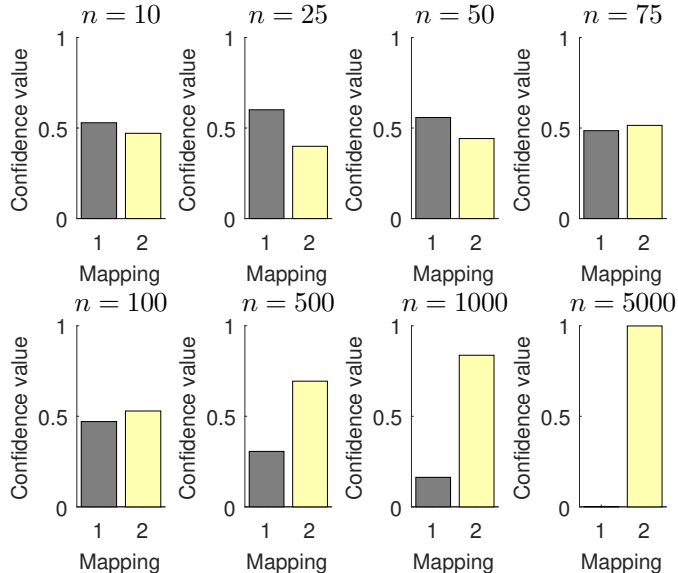 n = 10
n = 25
n = 50
n = 75
1
0.5
0
Confidence value
1 2
Mapping
1
0.5
0
Confidence value
1 2
Mapping
1
0.5
0
Confidence value
1 2
Mapping
1
0.5
0
Confidence value
1 2
Mapping
n = 100
n = 500
n = 1000
n = 5000
1
0.5
0
Confidence value
1 2
Mapping
1
0.5
0
Confidence value
1 2
Mapping
1
0.5
0
Confidence value
1 2
Mapping
1
0.5
0
Confidence value
1 2
Mapping